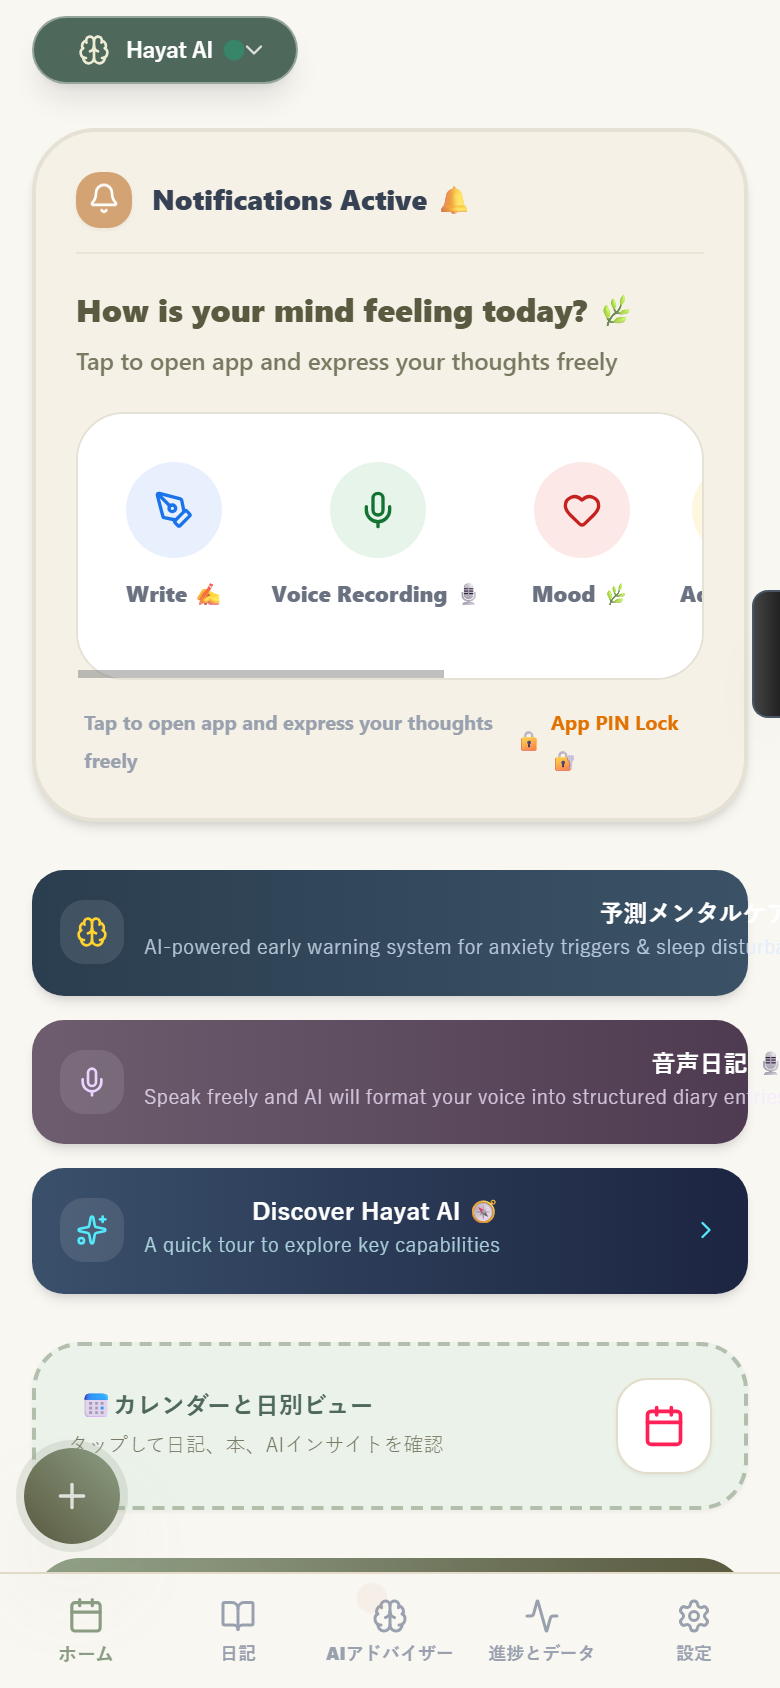 Hayat AI
Notifications Active 🔔
How is your mind feeling today? 🌿
Tap to open app and express your thoughts freely
Write ✍️
Voice Recording 🎙️
Mood 🌿
Tap to open app and express your thoughts
freely
🔒 App PIN Lock
🔐
予測メンタルケア
AI-powered early warning system for anxiety triggers & sleep
音声日記 🎙️
Speak freely and AI will format your voice into structured diary
Discover Hayat AI 🧭
A quick tour to explore key capabilities
🗓️ カレンダーと日別ビュー
タップして日記、本、AIインサイトを確認
ホーム
日記
AIアドバイザー
進捗とデータ
設定